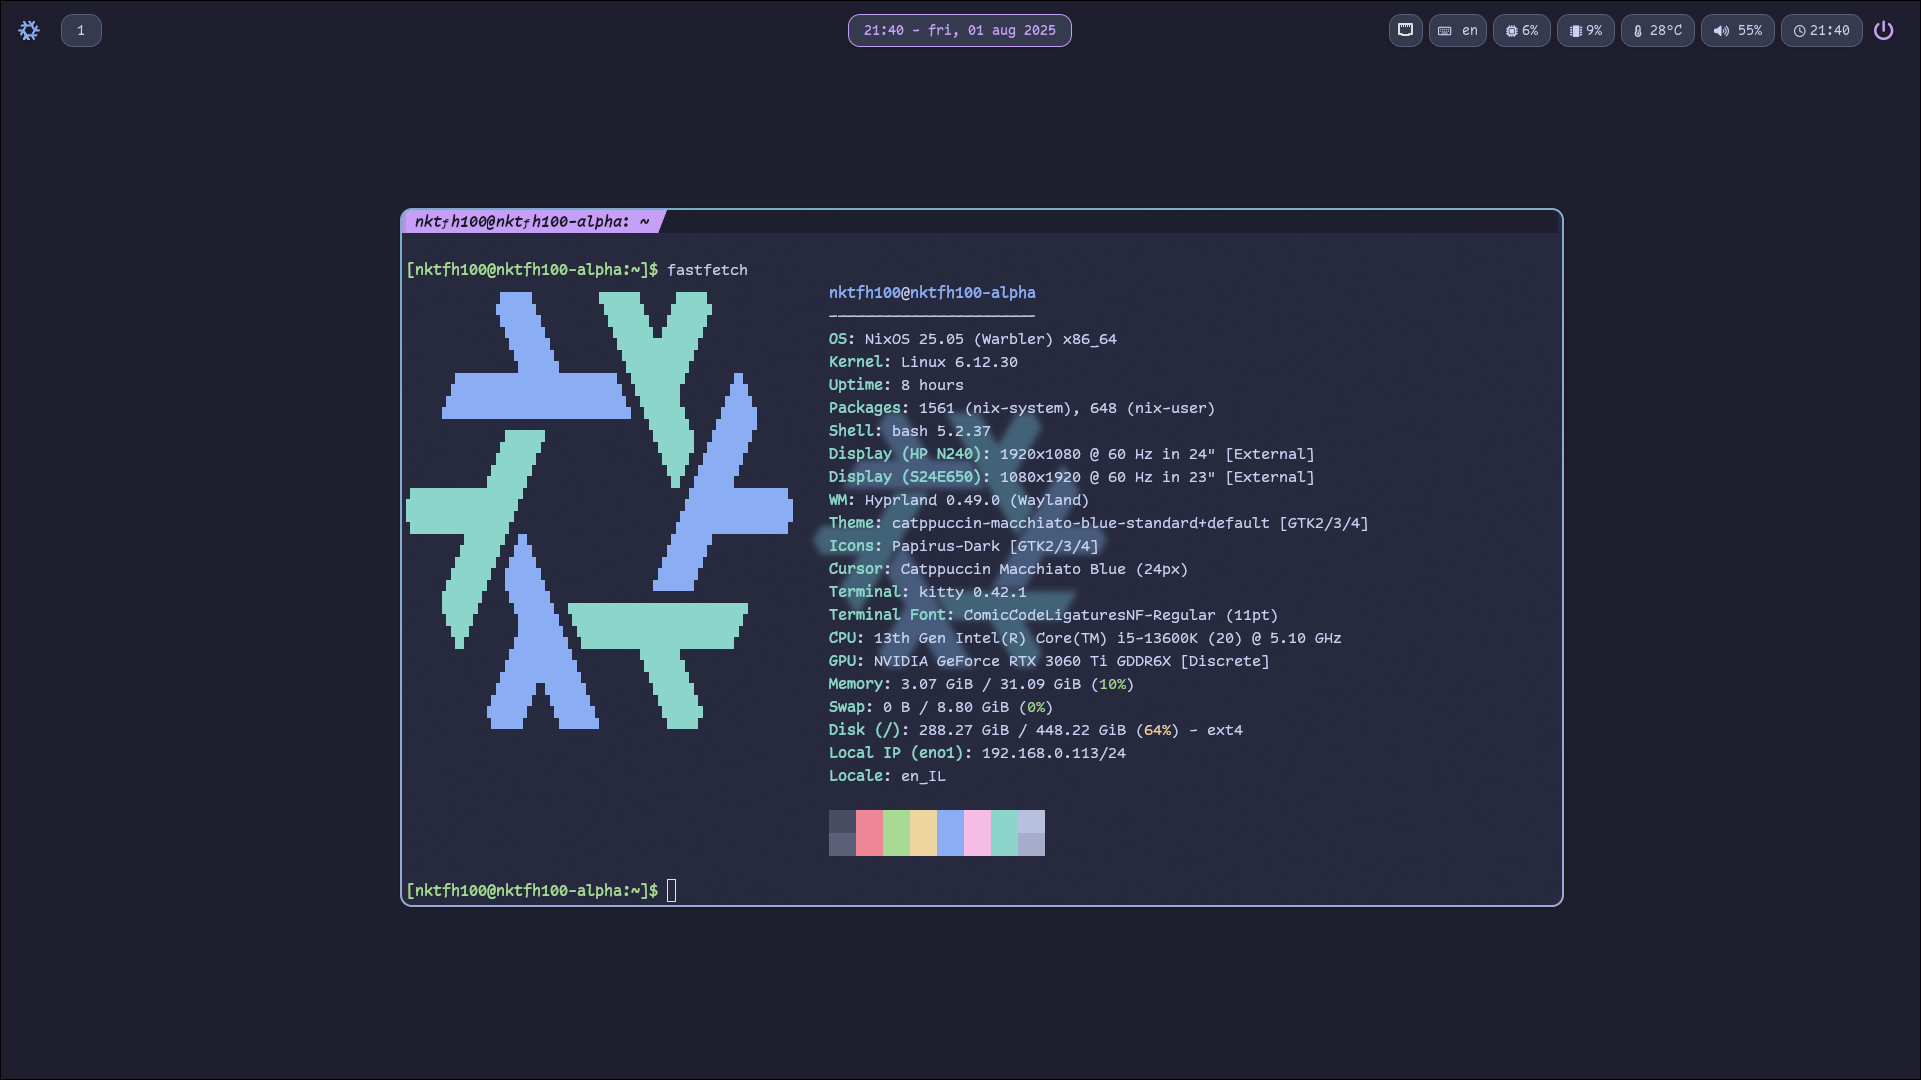 1
21:40 - fri, 01 aug 2025
en
6%
9%
28°C
55%
21:40
nktfh100@nktfh100-alpha: ~
[nktfh100@nktfh100-alpha:~]$ fastfetch
nktfh100@nktfh100-alpha
-----------------------
OS: NixOS 25.05 (Warbler) x86_64
Kernel: Linux 6.12.30
Uptime: 8 hours
Packages: 1561 (nix-system), 648 (nix-user)
Shell: bash 5.2.37
Display (HP N240): 1920x1080 @ 60 Hz in 24" [External]
Display (S24E650): 1080x1920 @ 60 Hz in 23" [External]
WM: Hyprland 0.49.0 (Wayland)
Theme: catppuccin-macchiato-blue-standard+default [GTK2/3/4]
Icons: Papirus-Dark [GTK2/3/4]
Cursor: Catppuccin Macchiato Blue (24px)
Terminal: kitty 0.42.1
Terminal Font: ComicCodeLigaturesNF-Regular (11pt)
CPU: 13th Gen Intel(R) Core(TM) i5-13600K (20) @ 5.10 GHz
GPU: NVIDIA GeForce RTX 3060 Ti GDDR6X [Discrete]
Memory: 3.07 GiB / 31.09 GiB (10%)
Swap: 0 B / 8.80 GiB (0%)
Disk (/): 288.27 GiB / 448.22 GiB (64%) - ext4
Local IP (eno1): 192.168.0.113/24
Locale: en_IL
[nktfh100@nktfh100-alpha:~]$